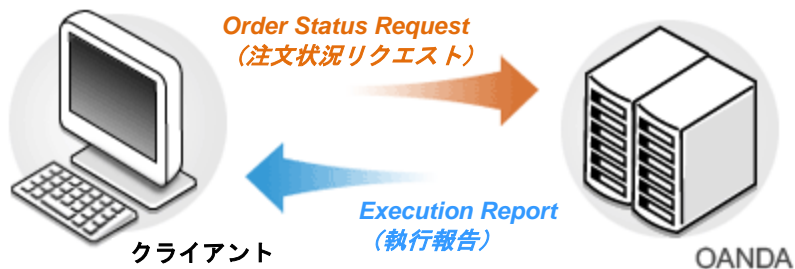 Order Status Request
（注文状況リクエスト）
Execution Report
（執行報告）
クライアント
OANDA